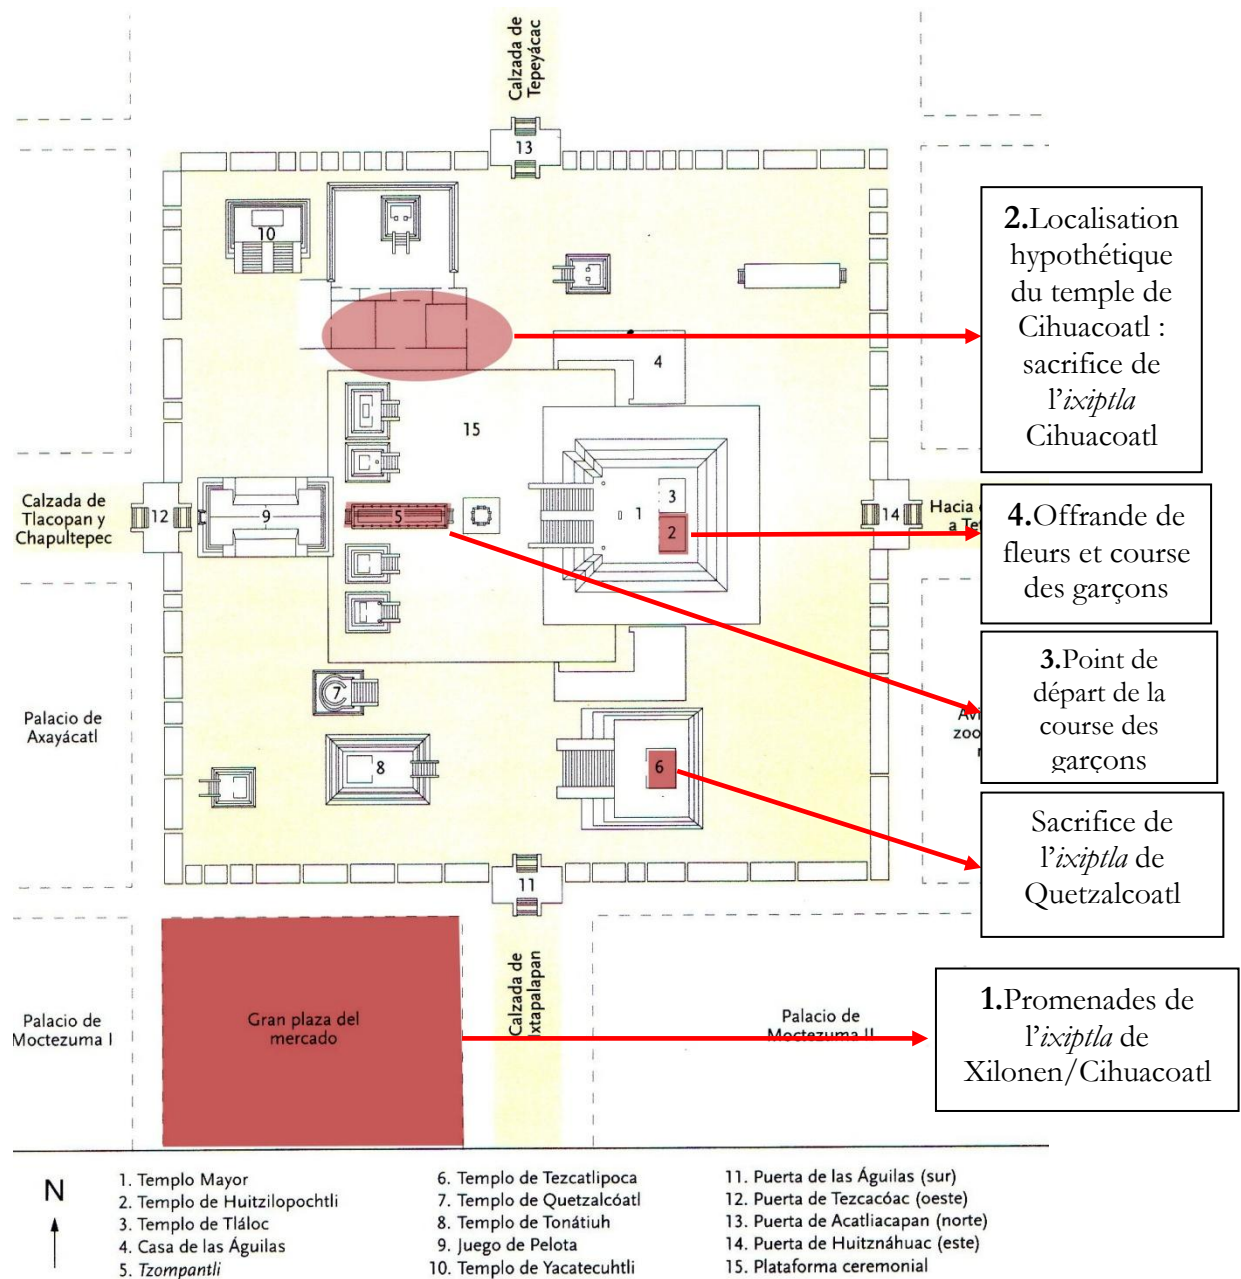 Calzada de
Tepeyácac
13
10
2.Localisation
hypothétique
du temple de
Cihuacoatl :
sacrifice de
l'ixiptla
Cihuacoatl
4
15
Calzada de
Tlacopan y
Chapultepec
12
9
5
1
3
2
14
Hacia
a
4.Offrande de
fleurs et course
des garçons
3.Point de
départ de la
course des
garçons
7
Palacio de
Axayácatl
8
6
zoo
Sacrifice de
l'ixiptla de
Quetzalcoatl
11
Calzada de
Ixtapalapan
Palacio de
Moctezuma I
Gran plaza del
mercado
Palacio de
Moctezuma II
1.Promenades de
l'ixiptla de
Xilonen/Cihuacoatl
N
1. Templo Mayor
2. Templo de Huitzilopochtli
3. Templo de Tláloc
4. Casa de las Águilas
5. Tzompantli
6. Templo de Tezcatlipoca
7. Templo de Quetzalcóatl
8. Templo de Tonátiuh
9. Juego de Pelota
10. Templo de Yacatecuhtli
11. Puerta de las Águilas (sur)
12. Puerta de Tezcacóac (oeste)
13. Puerta de Acatliacapan (norte)
14. Puerta de Huitznáhuac (este)
15. Plataforma ceremonial